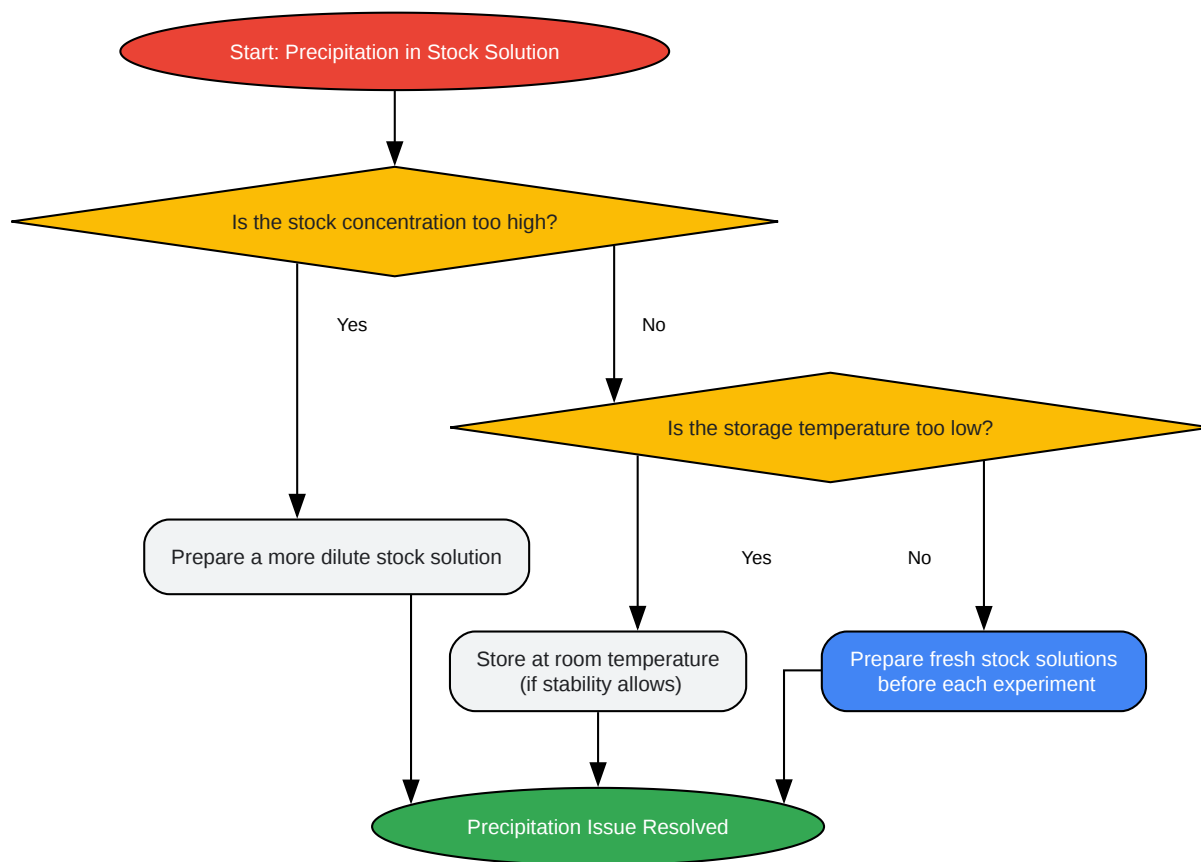 Start: Precipitation in Stock Solution
Is the stock concentration too high?
Yes
No
Is the storage temperature too low?
Prepare a more dilute stock solution
Yes
No
Store at room temperature
(if stability allows)
Prepare fresh stock solutions
before each experiment
Precipitation Issue Resolved